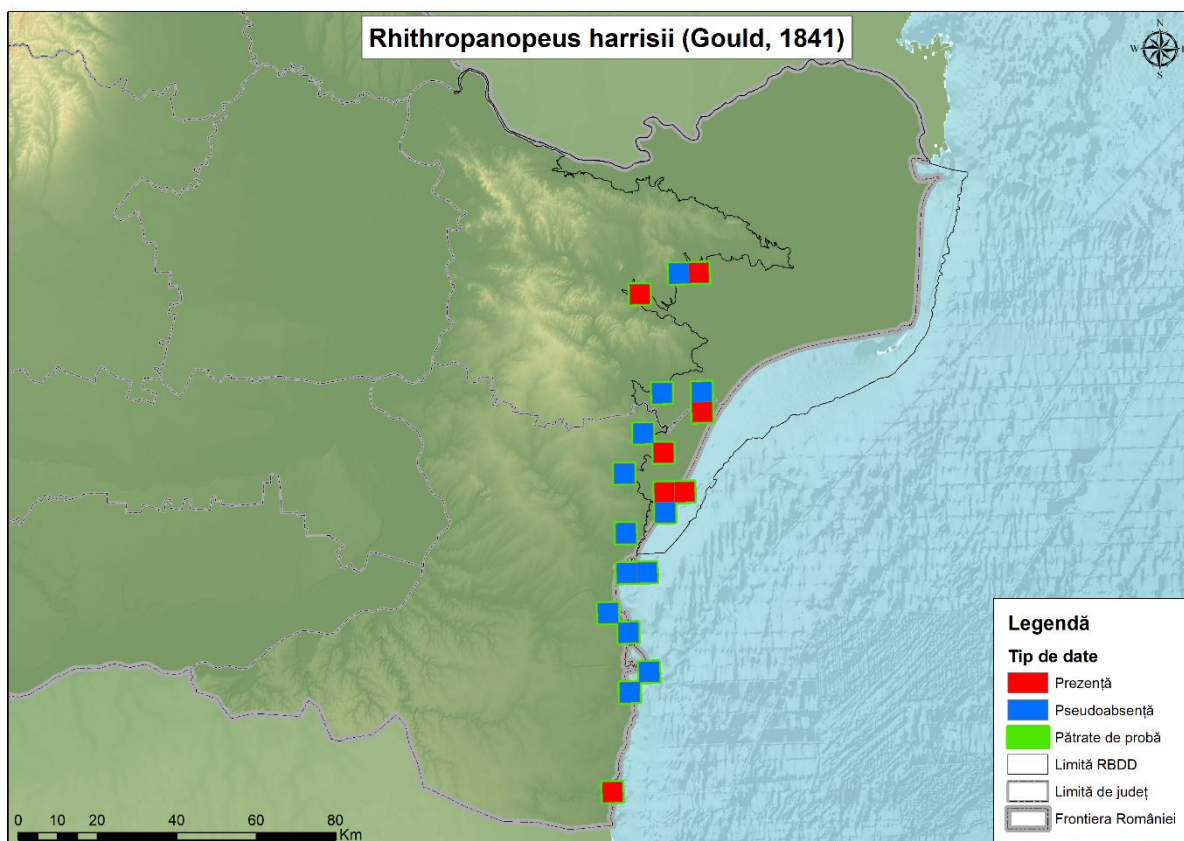 Rhithropanopeus harrisii (Gould, 1841)
N
W E
S
Legendă
Tip de date
Prezență
Pseudoabsență
Pătrate de probă
Limită RBDD
Limită de județ
Frontiera României
0 10 20 40 60 80
Km